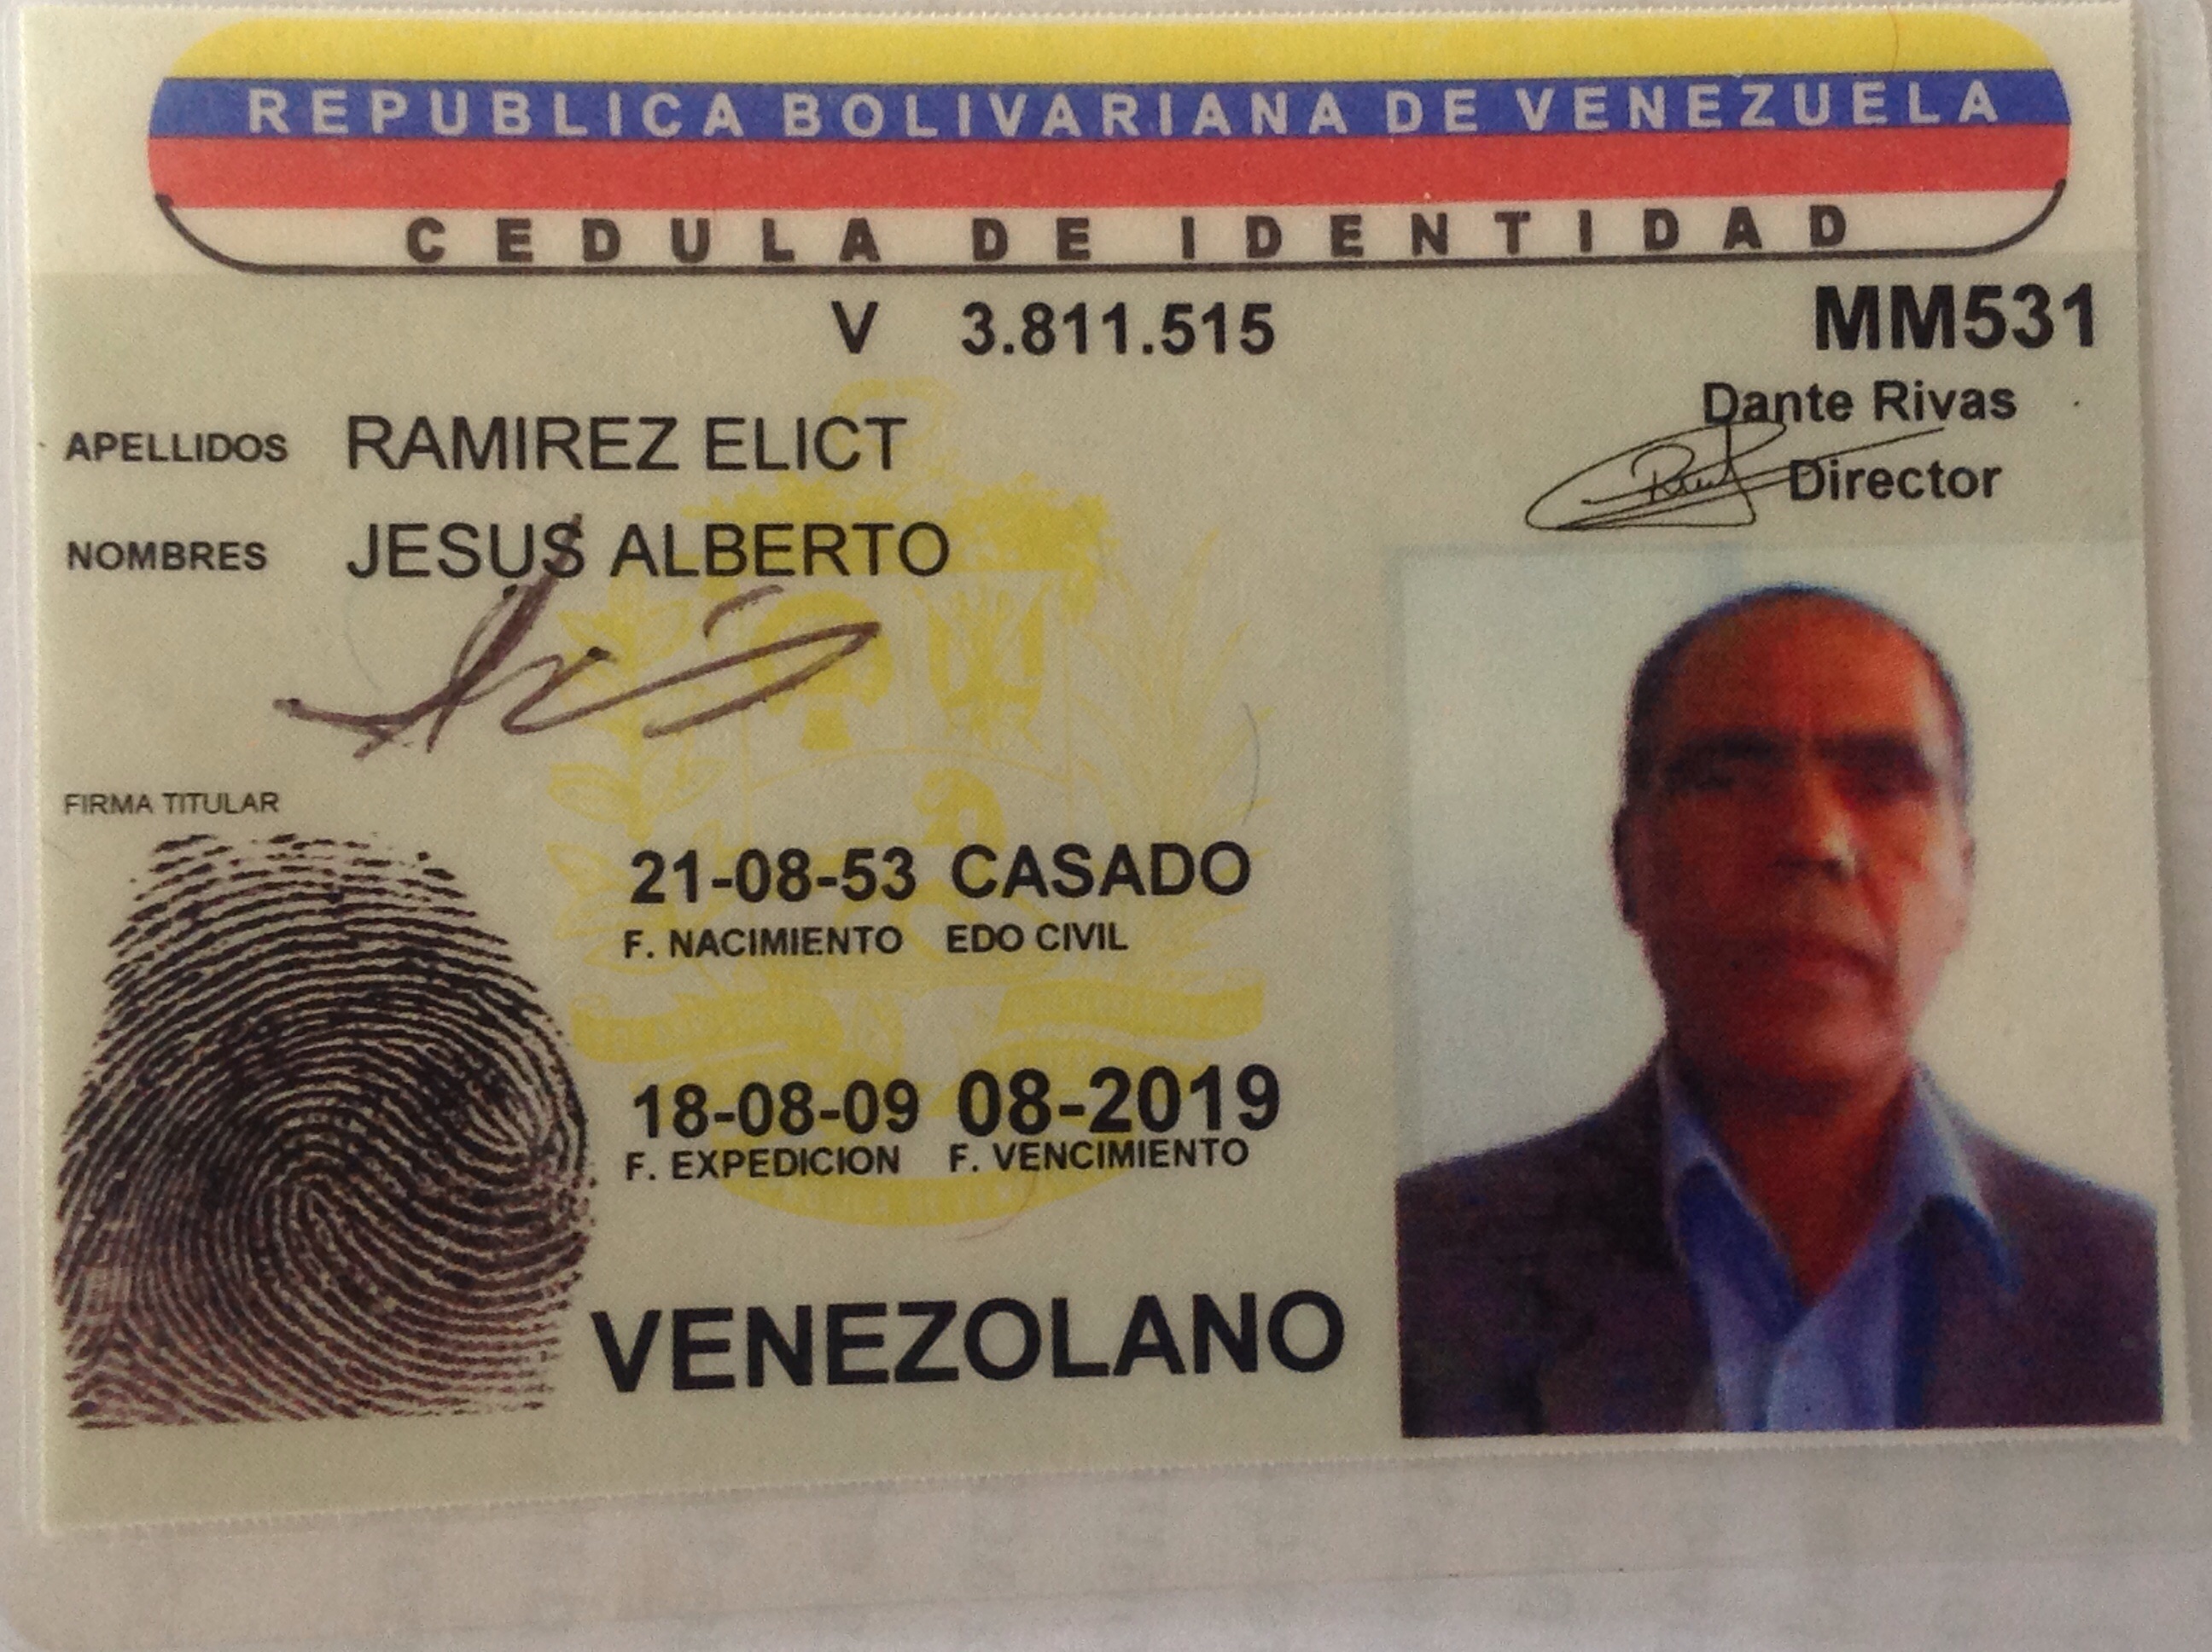 REPUBLICA BOLIVARIANA DE VENEZUELA
CEDULA DE IDENTIDAD
V 3.811.515
MM531
Dante Rivas
Director
APELLIDOS RAMIREZ ELICT
NOMBRES JESUS ALBERTO
FIRMA TITULAR
21-08-53 CASADO
F. NACIMIENTO EDO CIVIL
18-08-09 08-2019
F. EXPEDICION F. VENCIMIENTO
VENEZOLANO